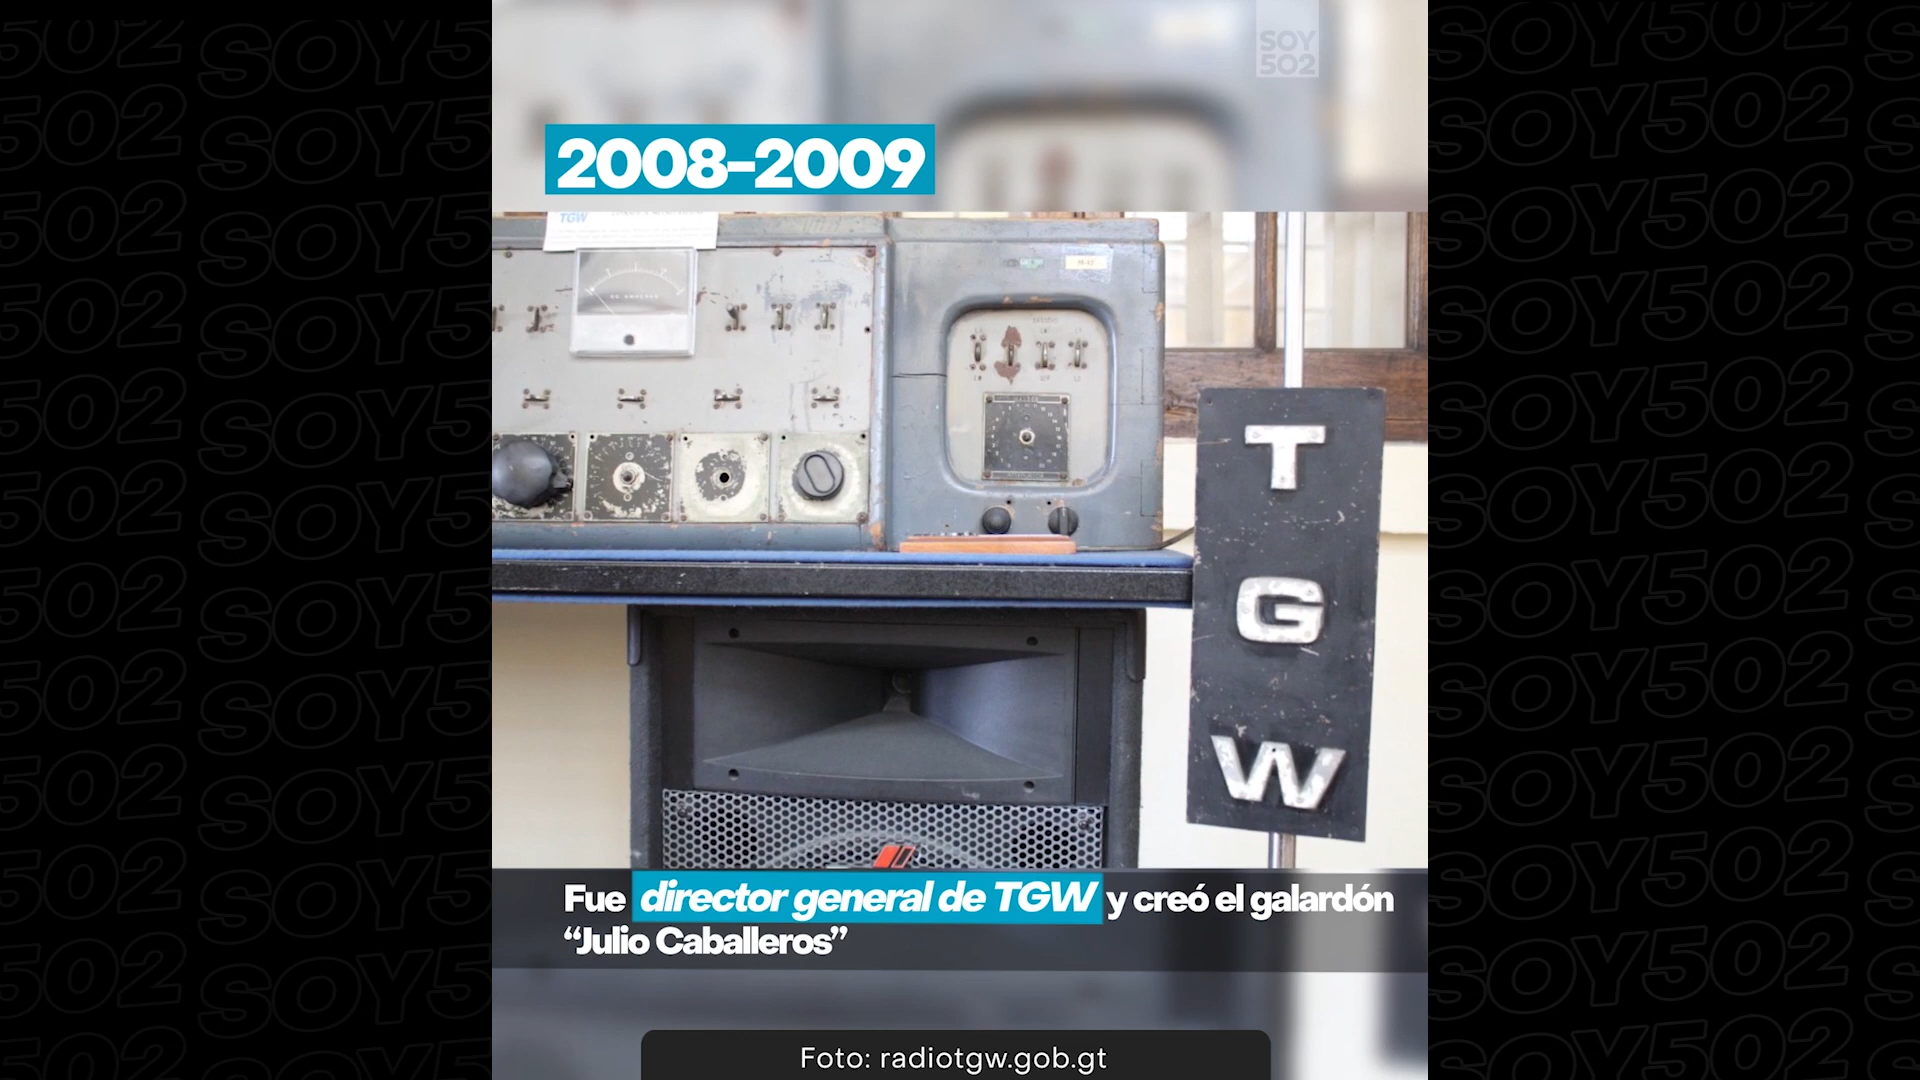 SOY
502
2008-2009
TGW
T
G
W
Fue director general de TGW y creó el galardón
“Julio Caballeros”
Foto: radiotgw.gob.gt